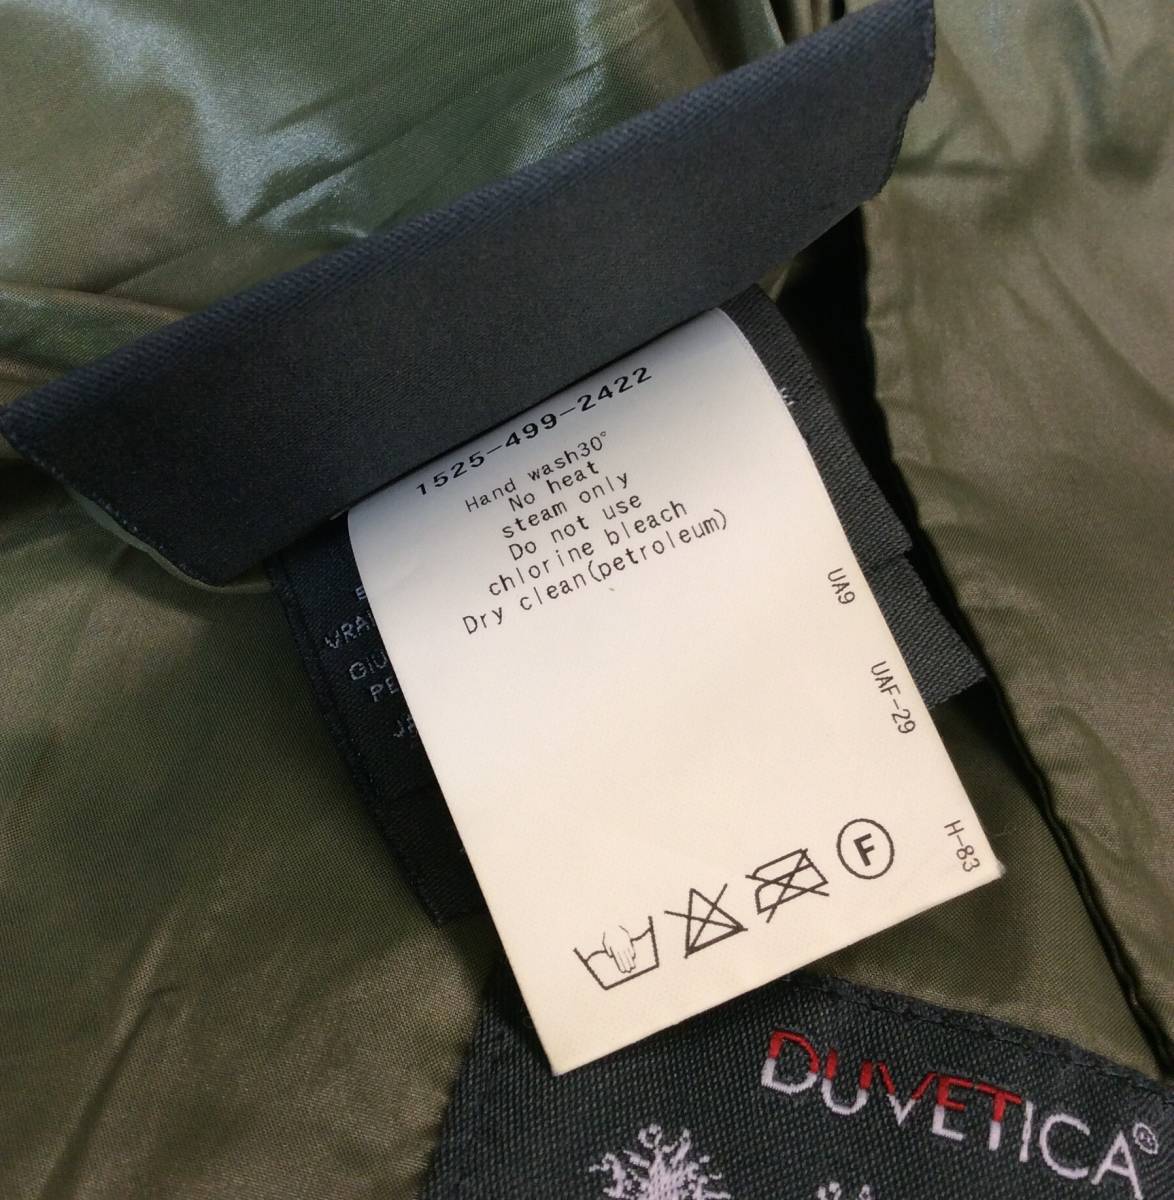 1525-499-2422
Hand wash30°
No heat
steam only
Do not use
chlorine bleach
Dry clean(petroleum)
UA9
UAF-29
H-83
F
DUVETICA®